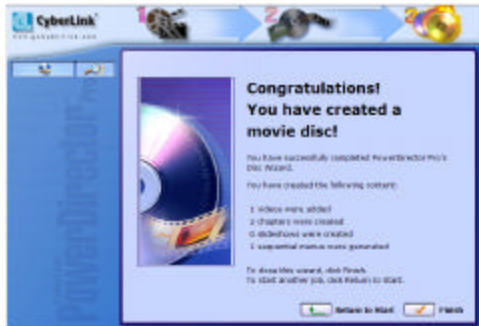 CyberLink
1
2
3
Congratulations!
You have created a
movie disc!
You have successfully completed PowerDirector Pro's
Disc Wizard.
You have created the following content:
1 videos were added
2 chapters were created
0 slideshows were created
1 sequential menus were generated
To close this wizard, click Finish.
To start another job, click Return to Start.
Return to Start
Finish
PowerDirector